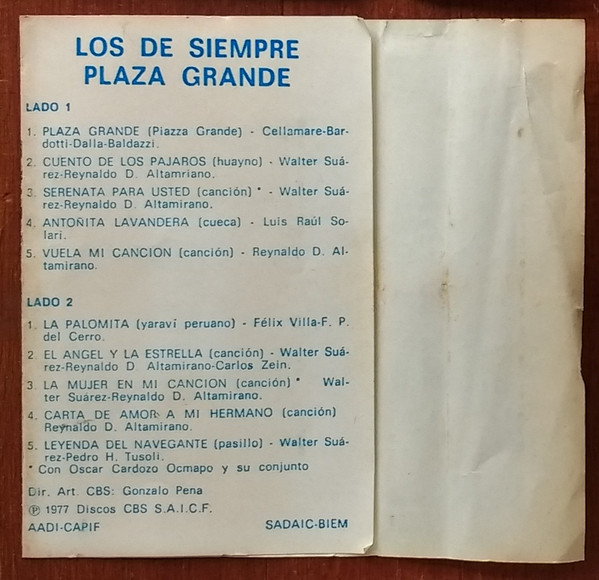 LOS DE SIEMPRE
PLAZA GRANDE
LADO 1
1. PLAZA GRANDE (Piazza Grande) - Cellamare-Bar-
dotti-Dalla-Baldazzi.
2. CUENTO DE LOS PAJAROS (huayno) - Walter Suá-
rez-Reynaldo D. Altamriano.
3. SERENATA PARA USTED (canción) * - Walter Suá-
rez-Reynaldo D. Altamirano.
4. ANTOÑITA LAVANDERA (cueca) - Luis Raúl So-
lari.
5. VUELA MI CANCION (canción) - Reynaldo D. Al-
tamirano.
LADO 2
1. LA PALOMITA (yaraví peruano) - Félix Villa-F. P.
del Cerro.
2. EL ANGEL Y LA ESTRELLA (canción) - Walter Suá-
rez-Reynaldo D. Altamirano-Carlos Zein.
3. LA MUJER EN MI CANCION (canción) * Wal-
ter Suárez-Reynaldo D. Altamirano.
4. CARTA DE AMOR A MI HERMANO (canción)
Reynaldo D. Altamirano.
5. LEYENDA DEL NAVEGANTE (pasillo) - Walter Suá-
rez-Pedro H. Tusoli.
* Con Oscar Cardozo Ocmapo y su conjunto
Dir. Art. CBS: Gonzalo Pena
℗ 1977 Discos CBS S.A.I.C.F.
AADI-CAPIF SADAIC-BIEM